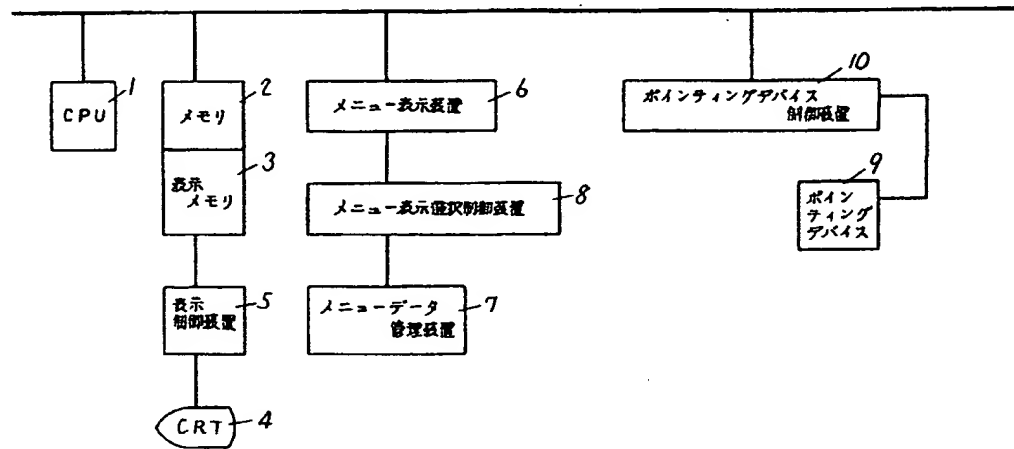 1
CPU
2
メモリ
3
表示
メモリ
5
表示
制御装置
CRT 4
6
メニュー表示装置
8
メニュー表示選択制御装置
7
メニューデータ
管理装置
10
ポインティングデバイス
制御装置
9
ポイン
ティング
デバイス